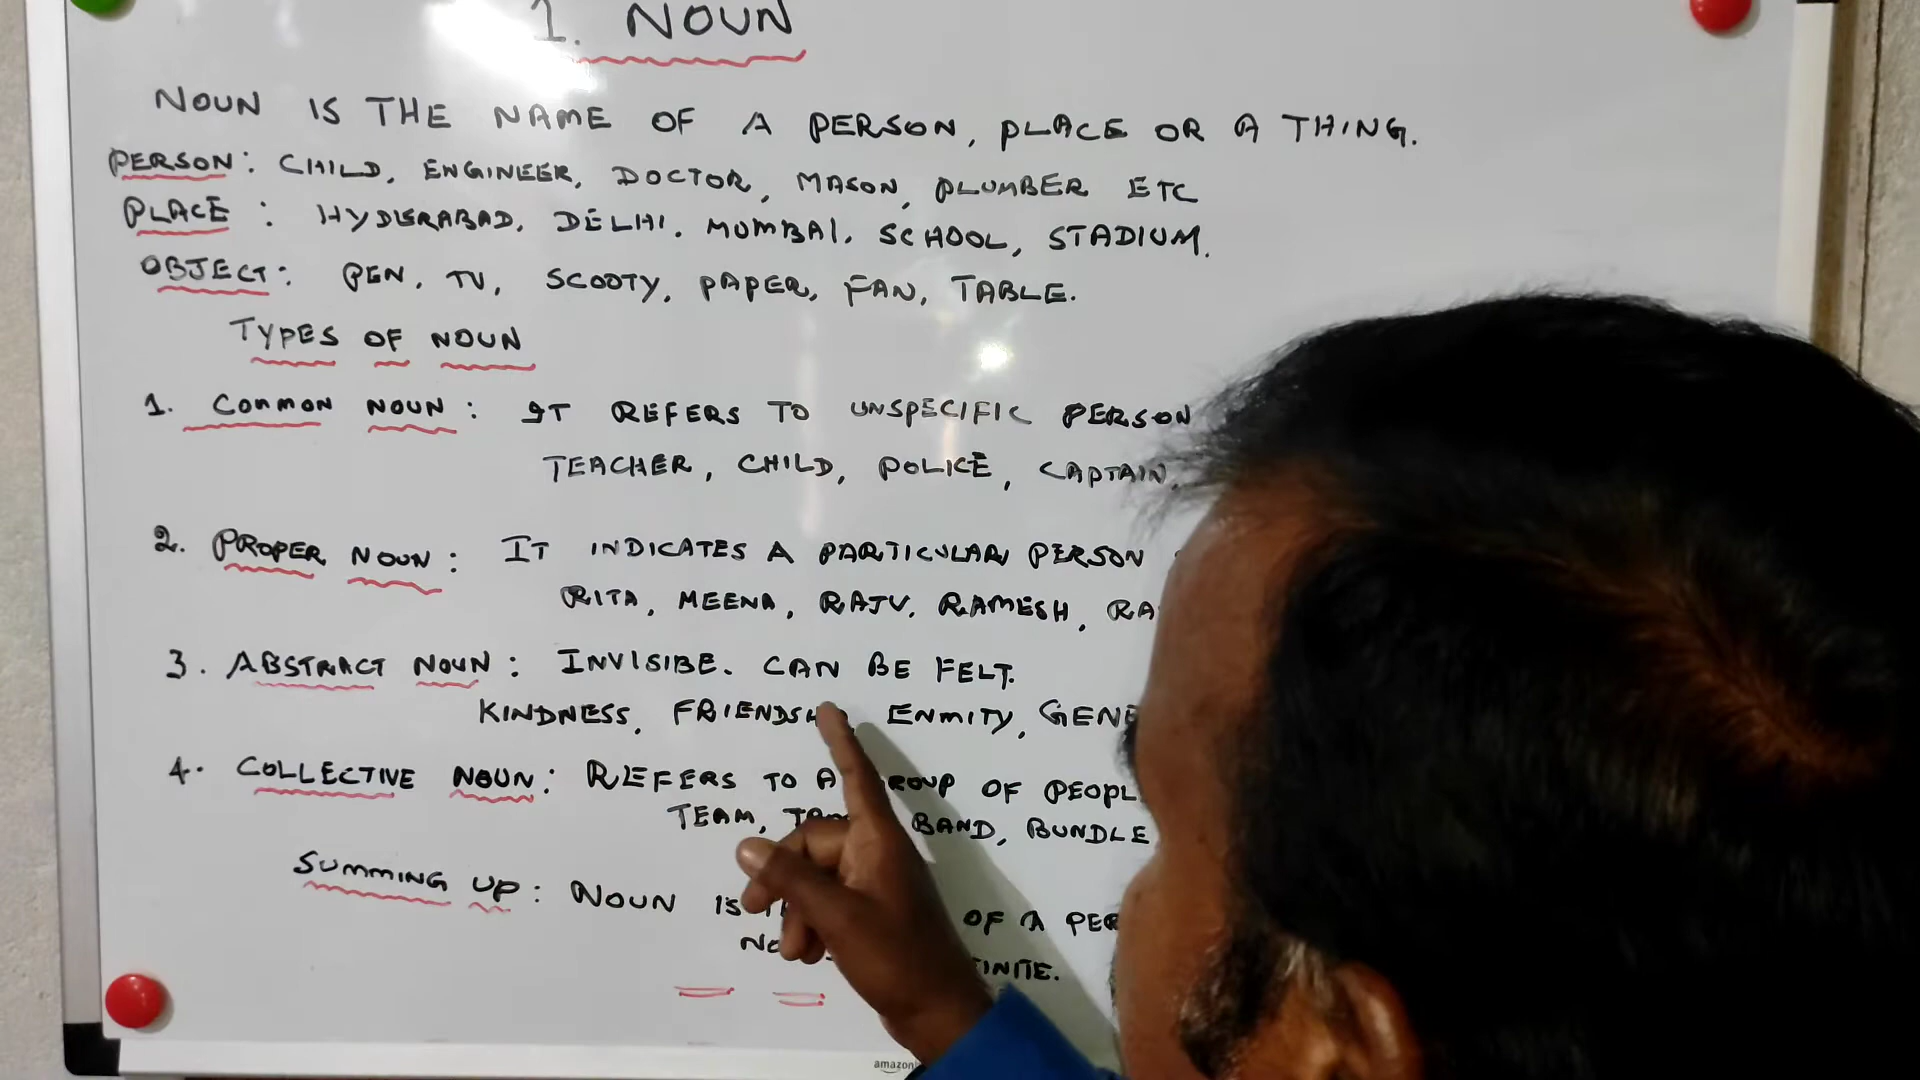 1. NOUN
NOUN IS THE NAME OF A PERSON, PLACE OR A THING.
PERSON: CHILD, ENGINEER, DOCTOR, MASON, PLUMBER ETC
PLACE : HYDERABAD, DELHI, MUMBAI, SCHOOL, STADIUM.
OBJECT: PEN, TV, SCOOTY, PAPER, FAN, TABLE.
TYPES OF NOUN
1. COMMON NOUN : IT REFERS TO UNSPECIFIC PERSON
TEACHER, CHILD, POLICE, CAPTAIN,
2. PROPER NOUN : IT INDICATES A PARTICULAR PERSON
RITA, MEENA, RAJU, RAMESH,
3. ABSTRACT NOUN : INVISIBE. CAN BE FELT.
KINDNESS, ENMITY,
4. COLLECTIVE NOUN : REFERS TO A OF
TEAM, BAND, BUNDLE
SUMMING UP : NOUN IS OF A
amazon